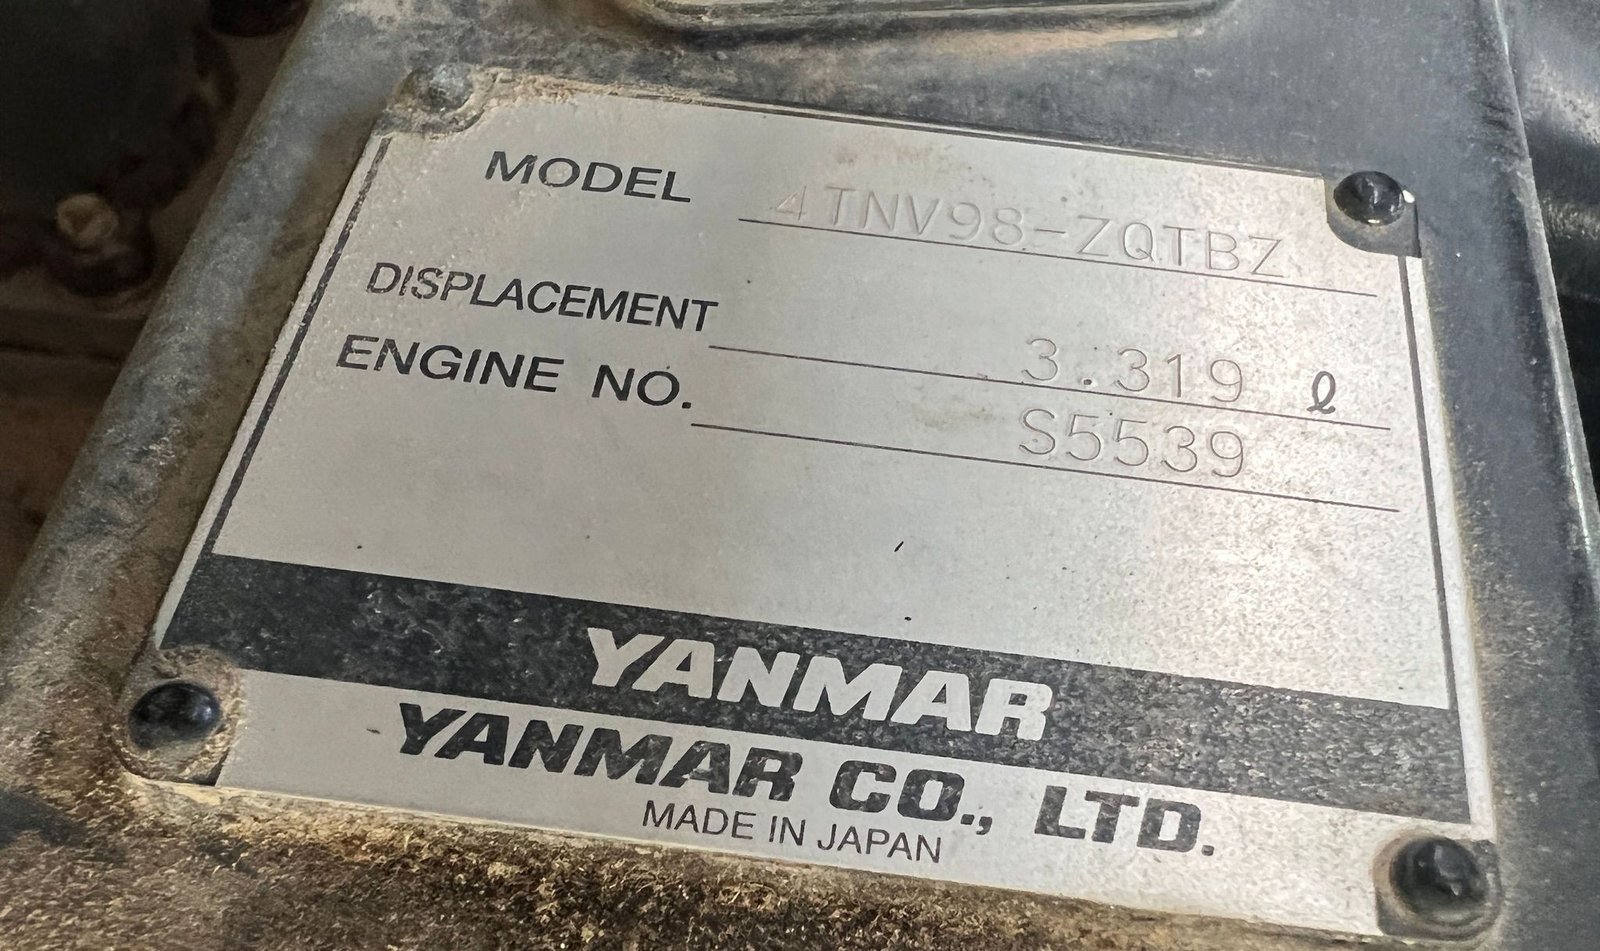 MODEL 4TNV98-ZQTBZ
DISPLACEMENT 3.319 ℓ
ENGINE NO. S5539
YANMAR
YANMAR CO., LTD.
MADE IN JAPAN